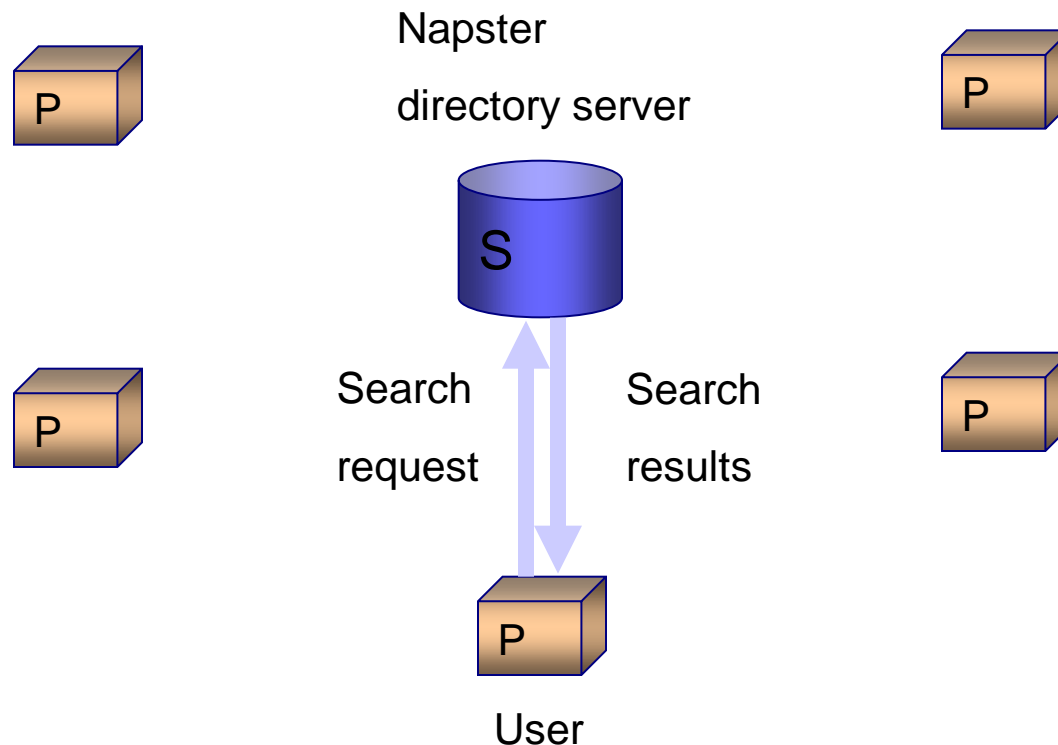 Napster
directory server
P
P
S
Search
request
Search
results
P
P
P
User